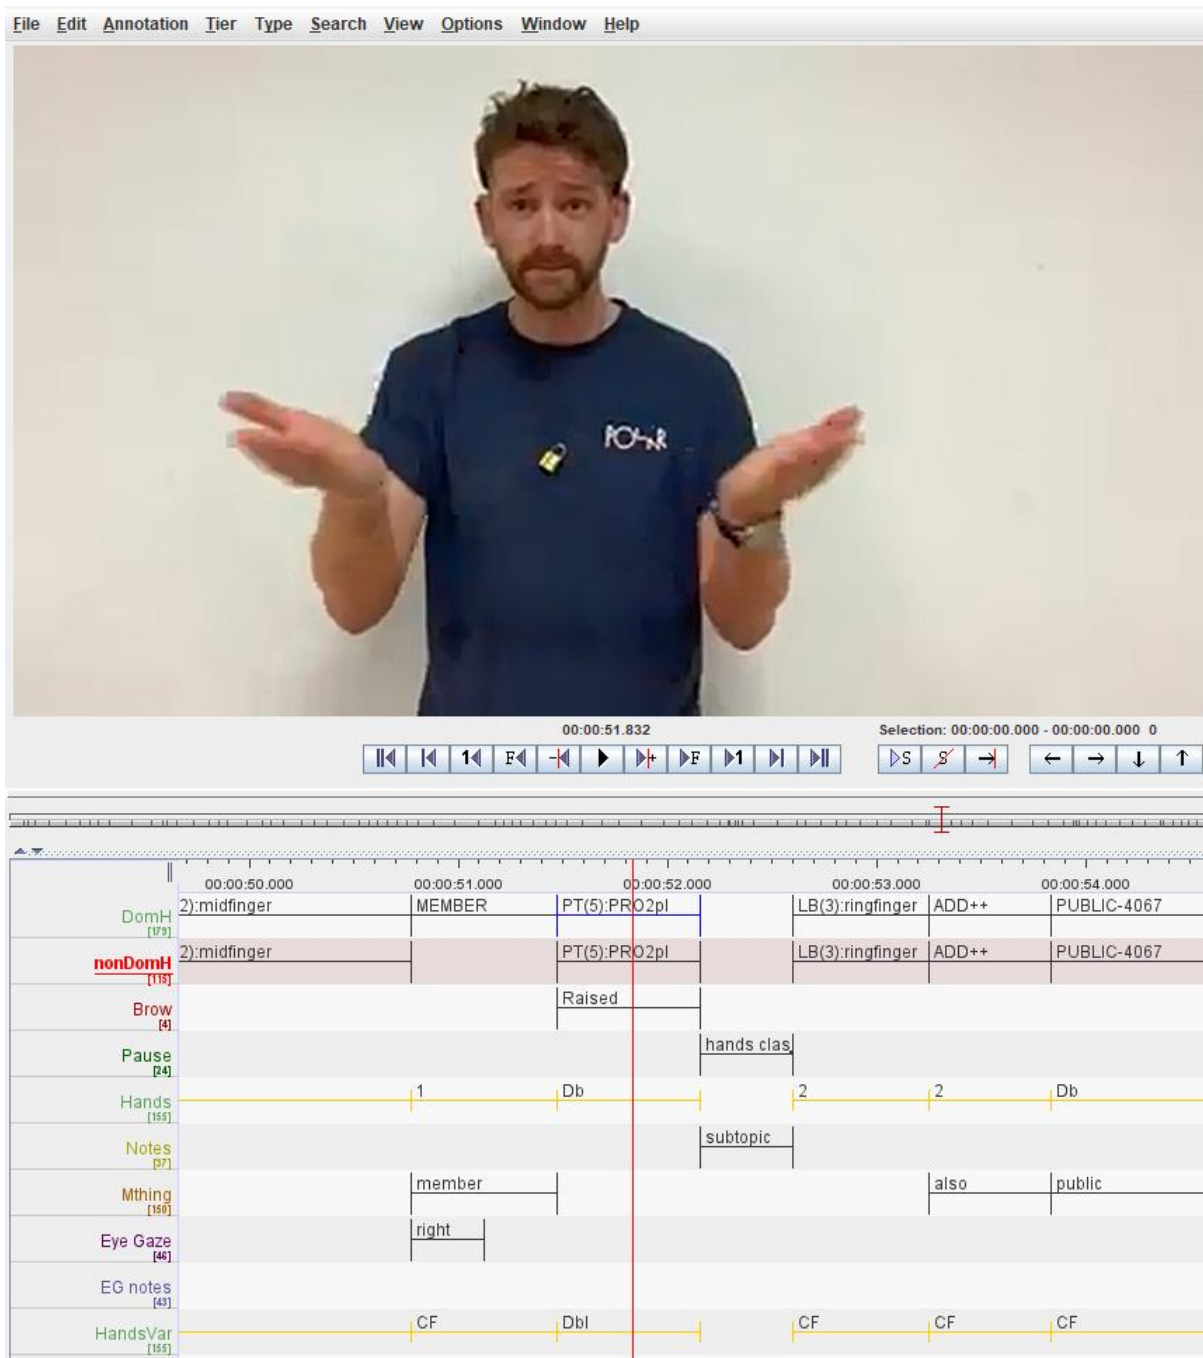 File Edit Annotation Tier Type Search View Options Window Help
POLAR
00:00:51.832
Selection: 00:00:00.000 - 00:00:00.000 0
1 F - + F 1 S S
00:00:50.000 00:00:51.000 00:00:52.000 00:00:53.000 00:00:54.000
DomH 2):midfinger MEMBER PT(5):PRO2pl LB(3):ringfinger ADD++ PUBLIC-4067
[179]
nonDomH 2):midfinger PT(5):PRO2pl LB(3):ringfinger ADD++ PUBLIC-4067
[115]
Brow Raised
[4]
Pause hands clas
[24]
Hands 1 Db 2 2 Db
[155]
Notes subtopic
[37]
Mthing member also public
[150]
Eye Gaze right
[46]
EG notes
[43]
HandsVar CF Dbl CF CF CF
[155]